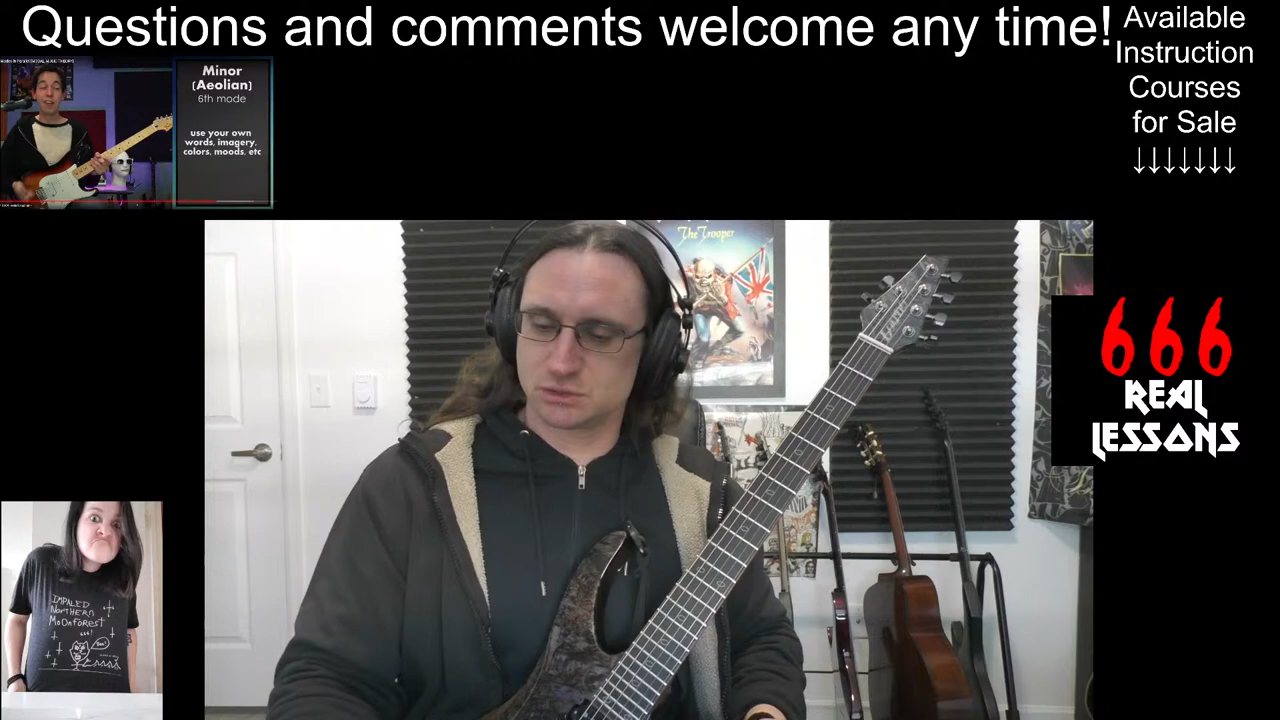 Questions and comments welcome any time!
Available
Instruction
Courses
for Sale
↓↓↓↓↓↓↓
Minor
(Aeolian)
6th mode
use your own
words, imagery,
colors, moods, etc
The Trooper
666
REAL
LESSONS
IMPALED
NORTHERN
MOONFOREST